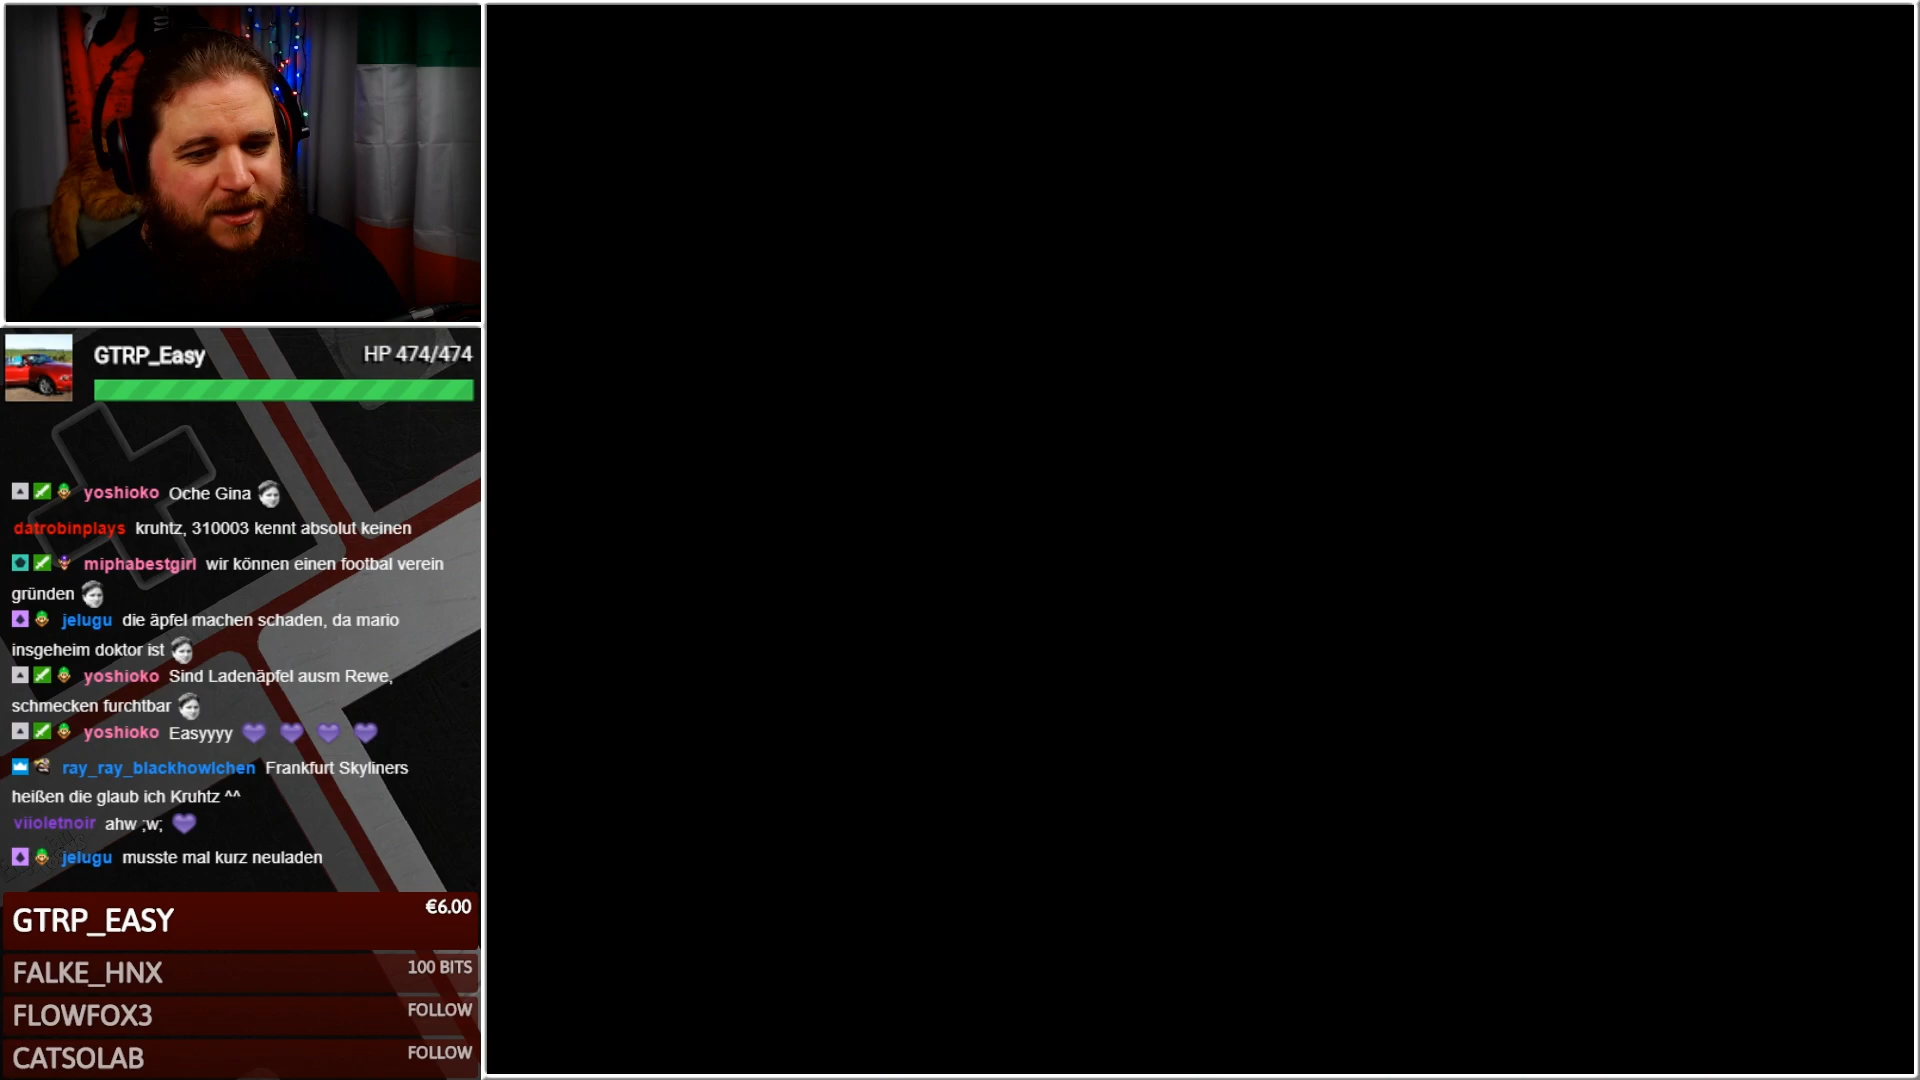 GTRP_Easy HP 474/474
yoshioko Oche Gina
datrobinplays kruhtz, 310003 kennt absolut keinen
miphabestgirl wir können einen footbal verein
gründen
jelugu die äpfel machen schaden, da mario
insgeheim doktor ist
yoshioko Sind Ladenäpfel ausm Rewe,
schmecken furchtbar
yoshioko Easyyyy
ray_ray_blackhowlchen Frankfurt Skyliners
heißen die glaub ich Kruhtz ^^
viioletnoir ahw ;w;
jelugu musste mal kurz neuladen
GTRP_EASY €6.00
FALKE_HNX 100 BITS
FLOWFOX3 FOLLOW
CATSOLAB FOLLOW